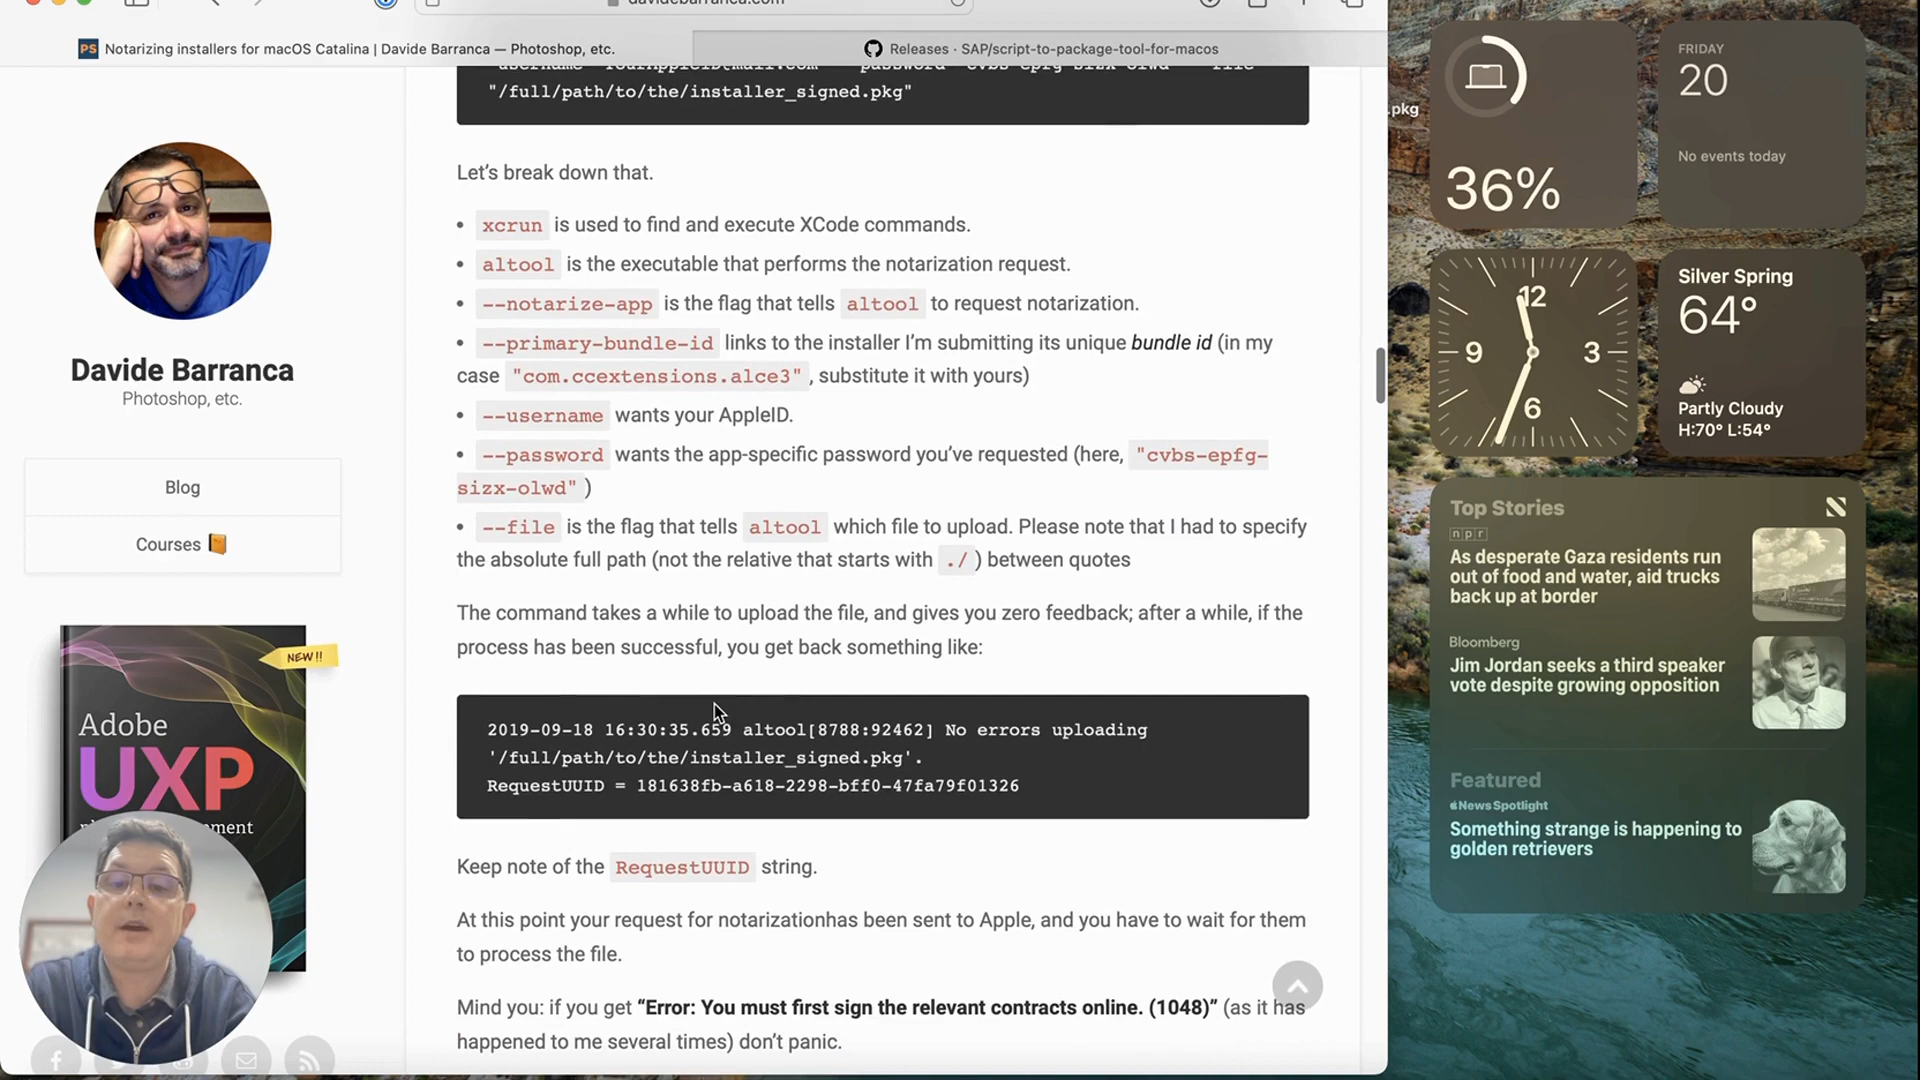 davidebarranca.com
PS Notarizing installers for macOS Catalina | Davide Barranca — Photoshop, etc.
Releases · SAP/script-to-package-tool-for-macos
"/full/path/to/the/installer_signed.pkg"
Let's break down that.
• xcrun is used to find and execute XCode commands.
• altool is the executable that performs the notarization request.
• --notarize-app is the flag that tells altool to request notarization.
• --primary-bundle-id links to the installer I'm submitting its unique bundle id (in my
case "com.ccextensions.alce3", substitute it with yours)
• --username wants your AppleID.
• --password wants the app-specific password you've requested (here, "cvbs-epfg-
sizx-olwd")
• --file is the flag that tells altool which file to upload. Please note that I had to specify
the absolute full path (not the relative that starts with ./) between quotes
The command takes a while to upload the file, and gives you zero feedback; after a while, if the
process has been successful, you get back something like:
2019-09-18 16:30:35.659 altool[8788:92462] No errors uploading
'/full/path/to/the/installer_signed.pkg'.
RequestUUID = 181638fb-a618-2298-bff0-47fa79f01326
Keep note of the RequestUUID string.
At this point your request for notarizationhas been sent to Apple, and you have to wait for them
to process the file.
Mind you: if you get “Error: You must first sign the relevant contracts online. (1048)” (as it has
happened to me several times) don't panic.
Davide Barranca
Photoshop, etc.
Blog
Courses
NEW!!
Adobe
UXP
.pkg
36%
FRIDAY
20
No events today
12
3
6
9
Silver Spring
64°
Partly Cloudy
H:70° L:54°
Top Stories
npr
As desperate Gaza residents run
out of food and water, aid trucks
back up at border
Bloomberg
Jim Jordan seeks a third speaker
vote despite growing opposition
Featured
News Spotlight
Something strange is happening to
golden retrievers